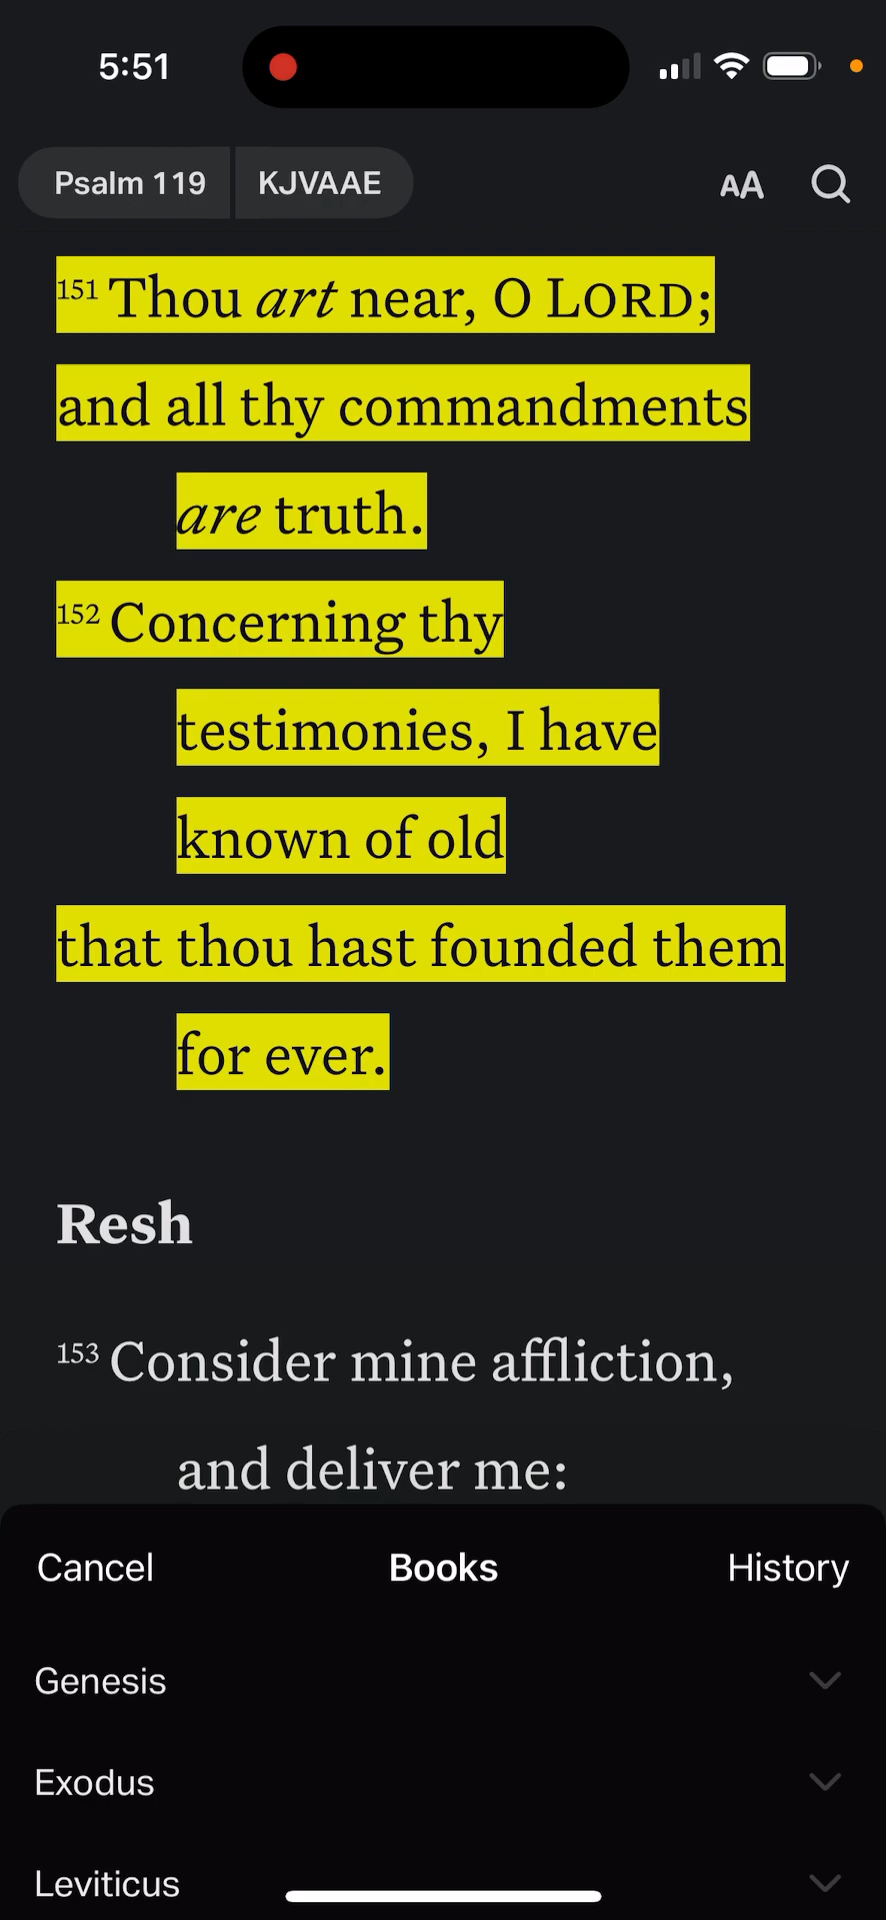 5:51
Psalm 119 KJVAAE AA
151 Thou art near, O LORD;
and all thy commandments
are truth.
152 Concerning thy
testimonies, I have
known of old
that thou hast founded them
for ever.
Resh
153 Consider mine affliction,
and deliver me:
Cancel Books History
Genesis
Exodus
Leviticus